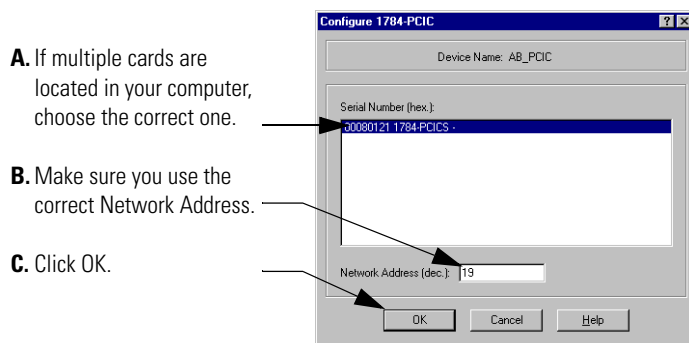 A. If multiple cards are
located in your computer,
choose the correct one.
B. Make sure you use the
correct Network Address.
C. Click OK.
Configure 1784-PCIC
Device Name: AB_PCIC
Serial Number (hex.):
00080121 1784-PCICS -
Network Address (dec.): 19
OK Cancel Help